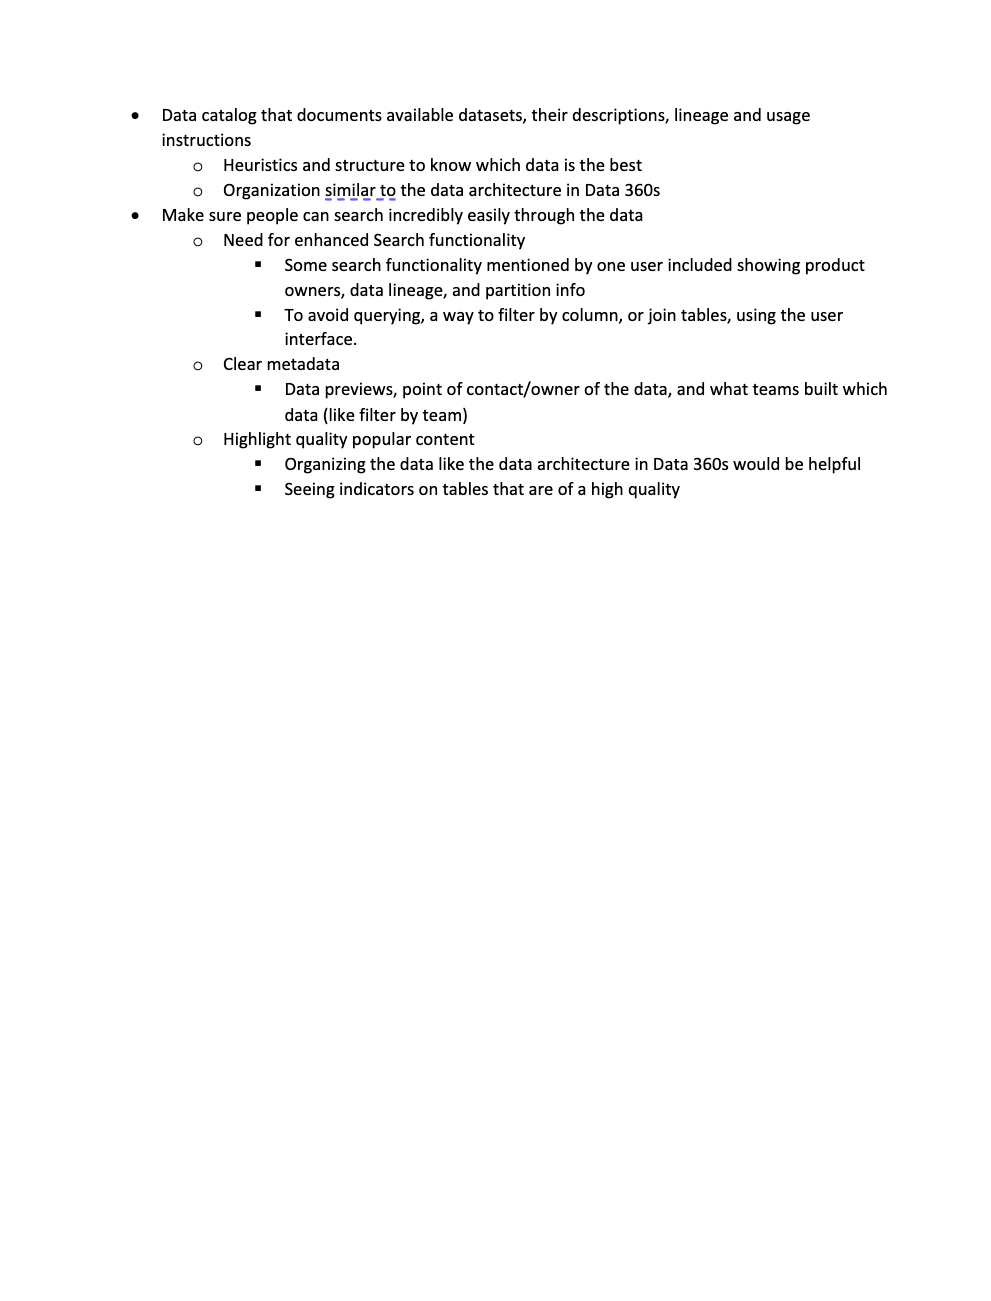 • Data catalog that documents available datasets, their descriptions, lineage and usage
instructions
o Heuristics and structure to know which data is the best
o Organization similar to the data architecture in Data 360s
• Make sure people can search incredibly easily through the data
o Need for enhanced Search functionality
▪ Some search functionality mentioned by one user included showing product
owners, data lineage, and partition info
▪ To avoid querying, a way to filter by column, or join tables, using the user
interface.
o Clear metadata
▪ Data previews, point of contact/owner of the data, and what teams built which
data (like filter by team)
o Highlight quality popular content
▪ Organizing the data like the data architecture in Data 360s would be helpful
▪ Seeing indicators on tables that are of a high quality